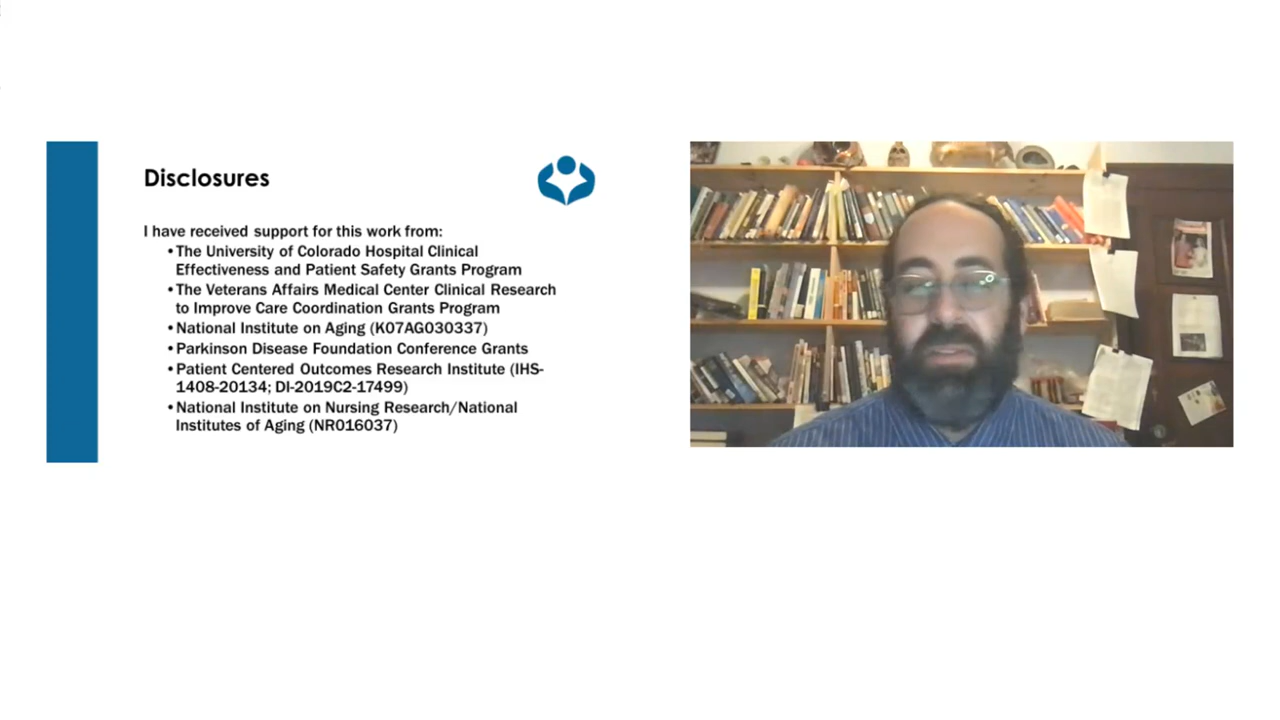 Disclosures
I have received support for this work from:
•The University of Colorado Hospital Clinical
Effectiveness and Patient Safety Grants Program
•The Veterans Affairs Medical Center Clinical Research
to Improve Care Coordination Grants Program
•National Institute on Aging (K07AG030337)
•Parkinson Disease Foundation Conference Grants
•Patient Centered Outcomes Research Institute (IHS-
1408-20134; DI-2019C2-17499)
•National Institute on Nursing Research/National
Institutes of Aging (NR016037)